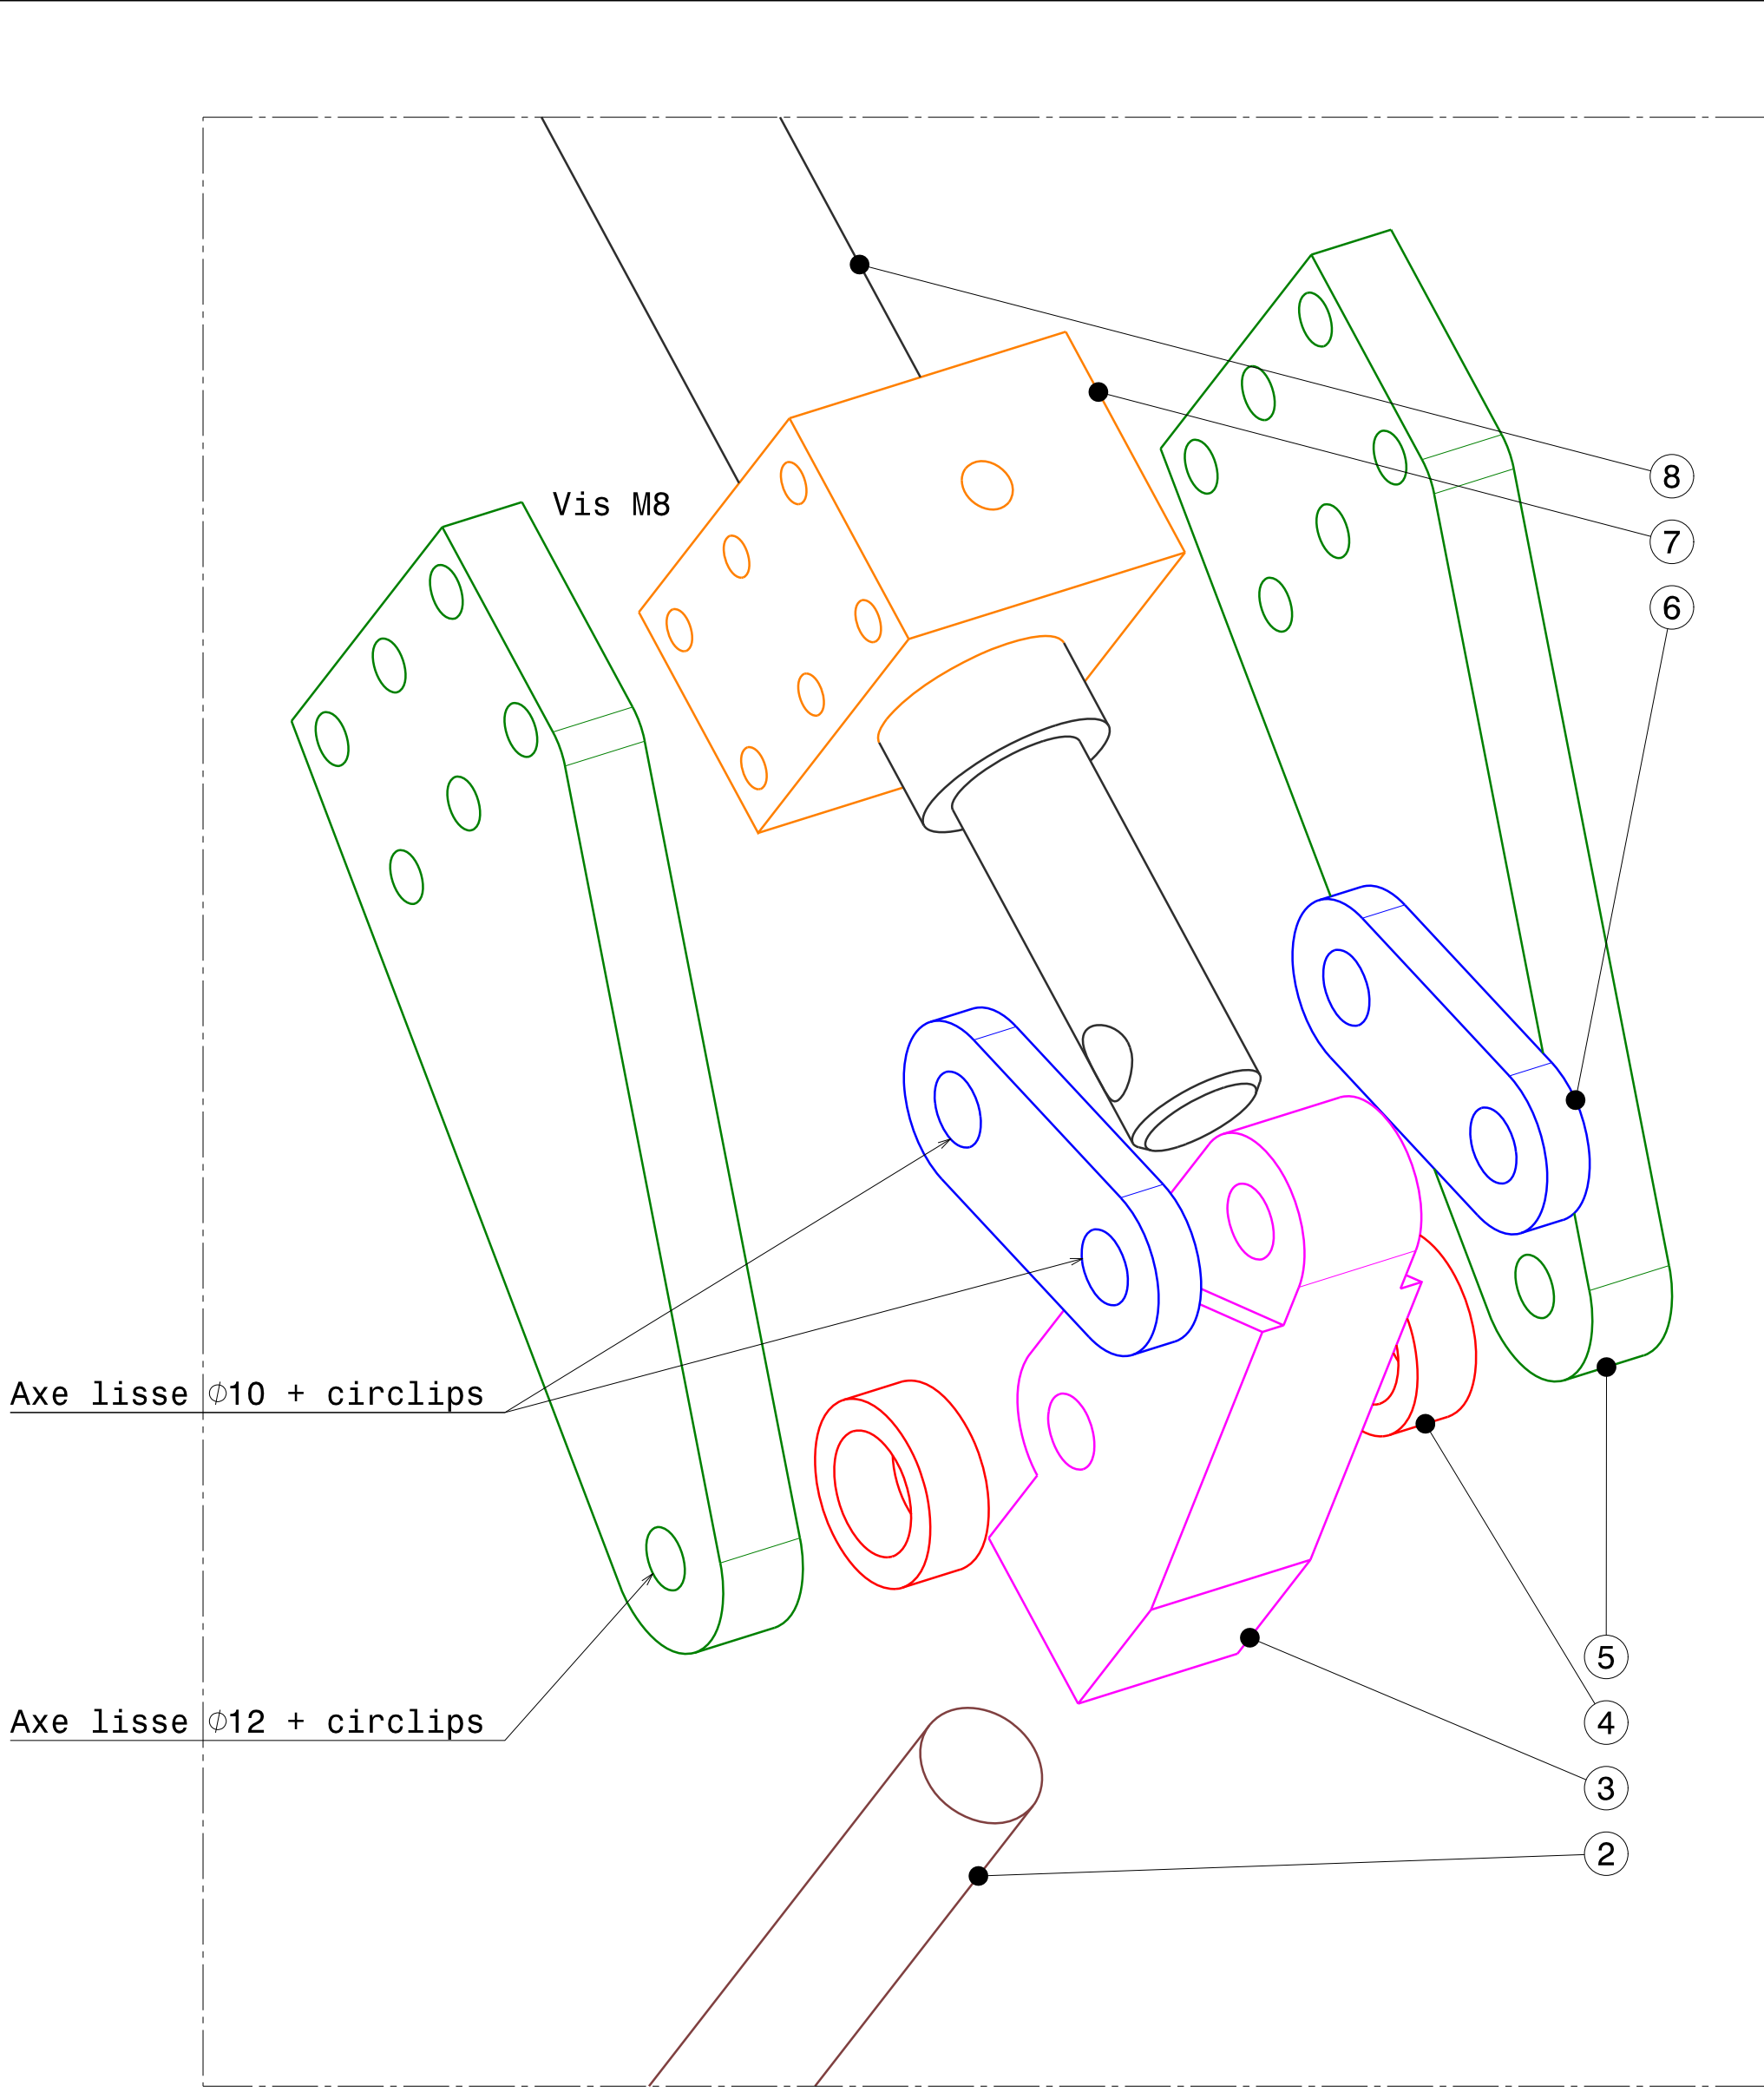 8
Vis M8
7
6
Axe lisse ⌀10 + circlips
5
Axe lisse ⌀12 + circlips
4
3
2